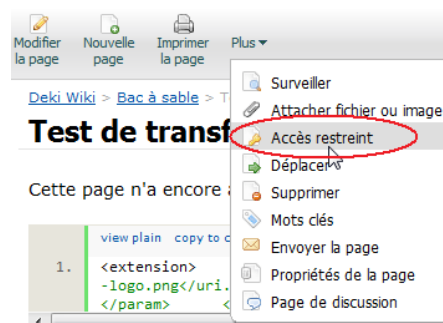 Modifier la page
Nouvelle page
Imprimer la page
Plus
Deki Wiki > Bac à sable >
Test de transf
Cette page n'a encore
view plain copy to c
1. <extension>
-logo.png</uri.
</param> <
Surveiller
Attacher fichier ou image
Accès restreint
Déplacer
Supprimer
Mots clés
Envoyer la page
Propriétés de la page
Page de discussion